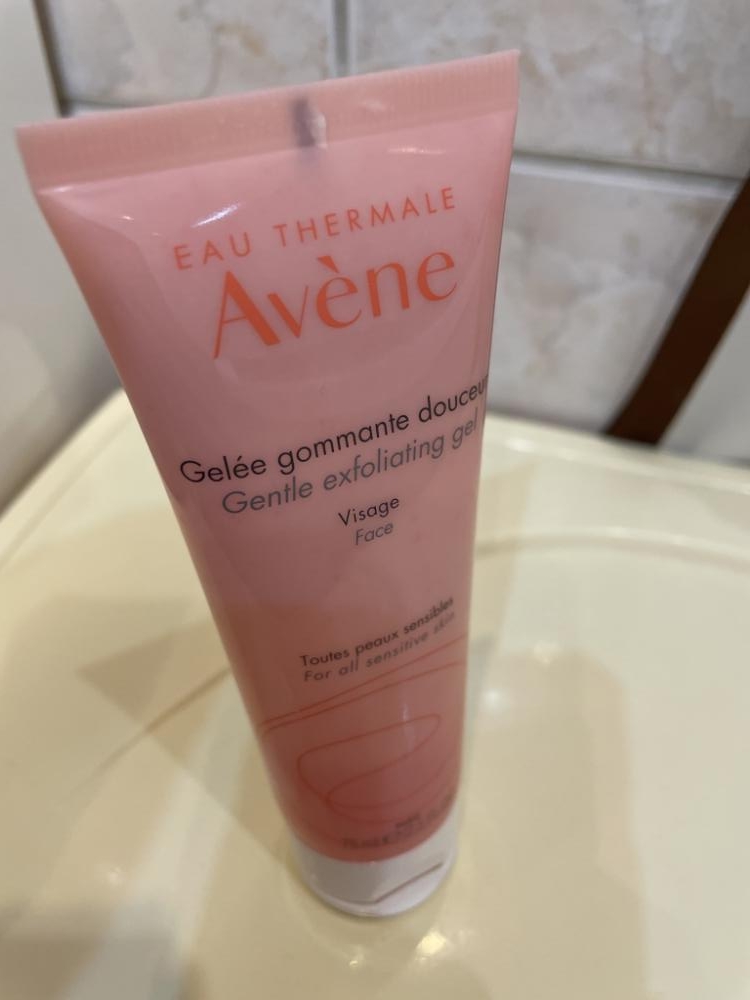 EAU THERMALE
Avène
Gelée gommante douceur
Gentle exfoliating gel
Visage
Face
Toutes peaux sensibles
For all sensitive skin